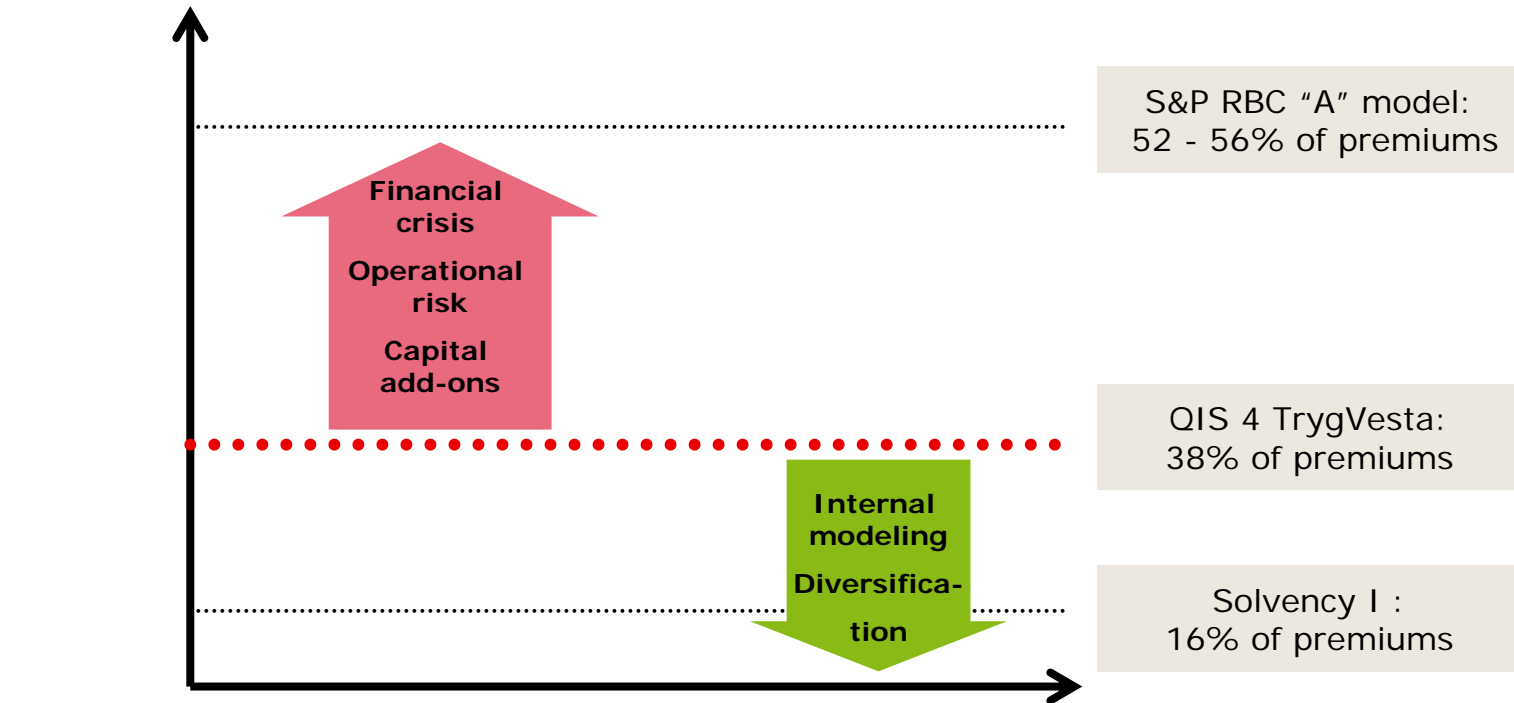 S&P RBC “A” model:
52 - 56% of premiums
Financial
crisis
Operational
risk
Capital
add-ons
QIS 4 TrygVesta:
38% of premiums
Internal
modeling
Diversifica-
tion
Solvency I :
16% of premiums